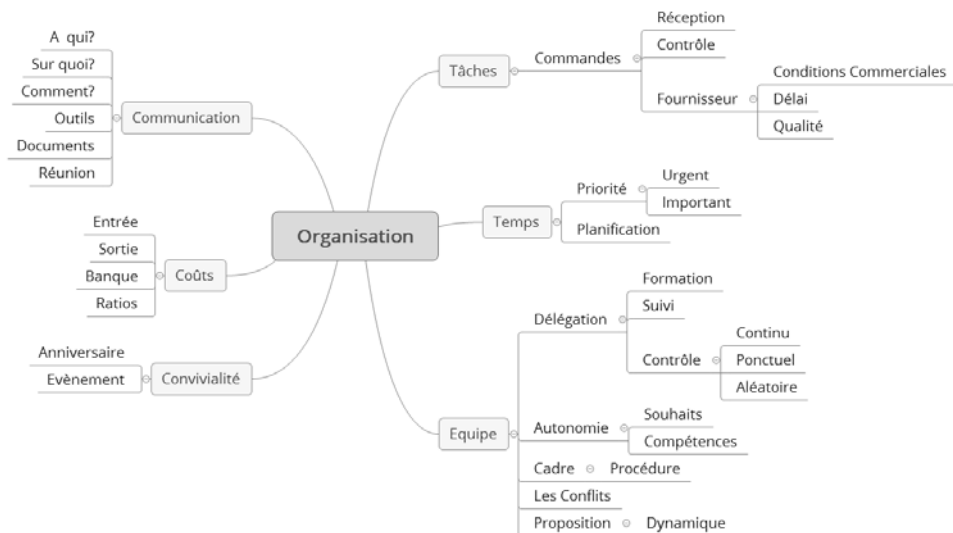 Organisation
Tâches
Commandes
Réception
Contrôle
Fournisseur
Conditions Commerciales
Délai
Qualité
Temps
Priorité
Urgent
Important
Planification
Equipe
Délégation
Formation
Suivi
Contrôle
Continu
Ponctuel
Aléatoire
Autonomie
Souhaits
Compétences
Cadre
Procédure
Les Conflits
Proposition
Dynamique
Communication
A qui?
Sur quoi?
Comment?
Outils
Documents
Réunion
Coûts
Entrée
Sortie
Banque
Ratios
Convivialité
Anniversaire
Evènement